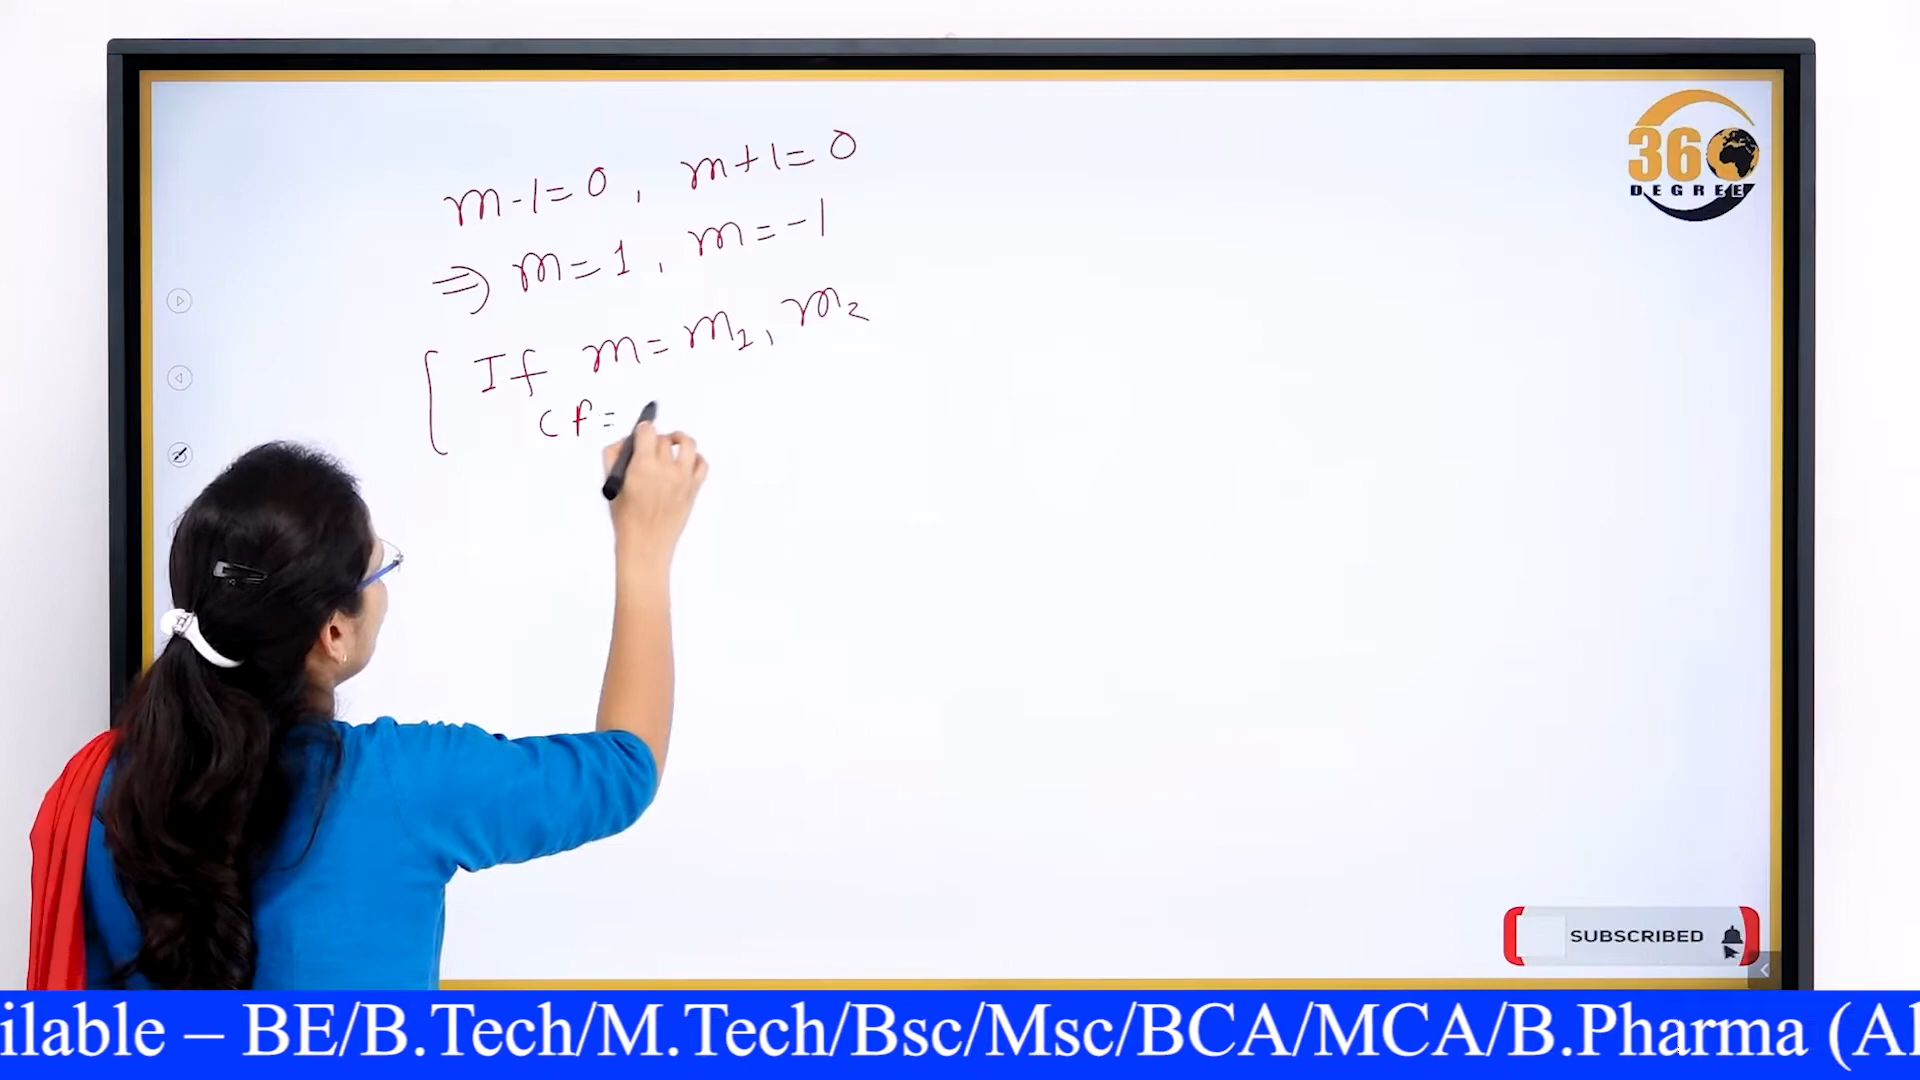 m-1=0, m+1=0
⇒ m=1, m=-1
[ If m=m₁, m₂
CF=
360
DEGREE
SUBSCRIBED
ilable – BE/B.Tech/M.Tech/Bsc/Msc/BCA/MCA/B.Pharma (Al